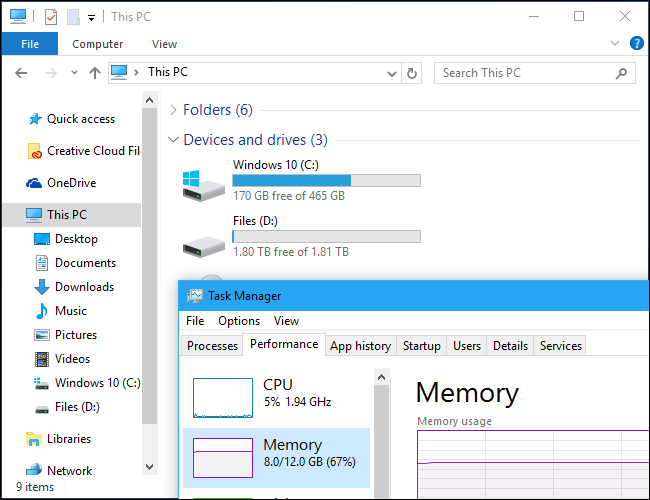 This PC
File
Computer
View
This PC
Search This PC
Quick access
Creative Cloud Fil
OneDrive
This PC
Desktop
Documents
Downloads
Music
Pictures
Videos
Windows 10 (C:)
Files (D:)
Libraries
Network
9 items
Folders (6)
Devices and drives (3)
Windows 10 (C:)
170 GB free of 465 GB
Files (D:)
1.80 TB free of 1.81 TB
Task Manager
File Options View
Processes Performance App history Startup Users Details Services
CPU
5% 1.94 GHz
Memory
8.0/12.0 GB (67%)
Memory
Memory usage